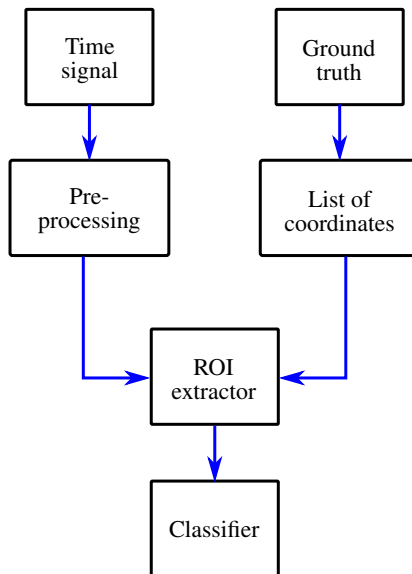 Time
signal
Ground
truth
Pre-
processing
List of
coordinates
ROI
extractor
Classifier